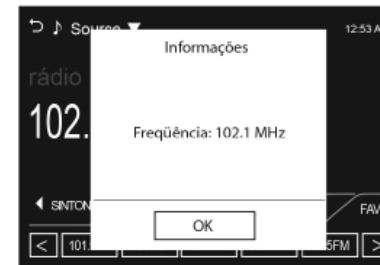 Source
12:53 A
Informações
rádio
102.
Freqüência: 102.1 MHz
SINTON
FAV
OK
<
101.
5FM
>